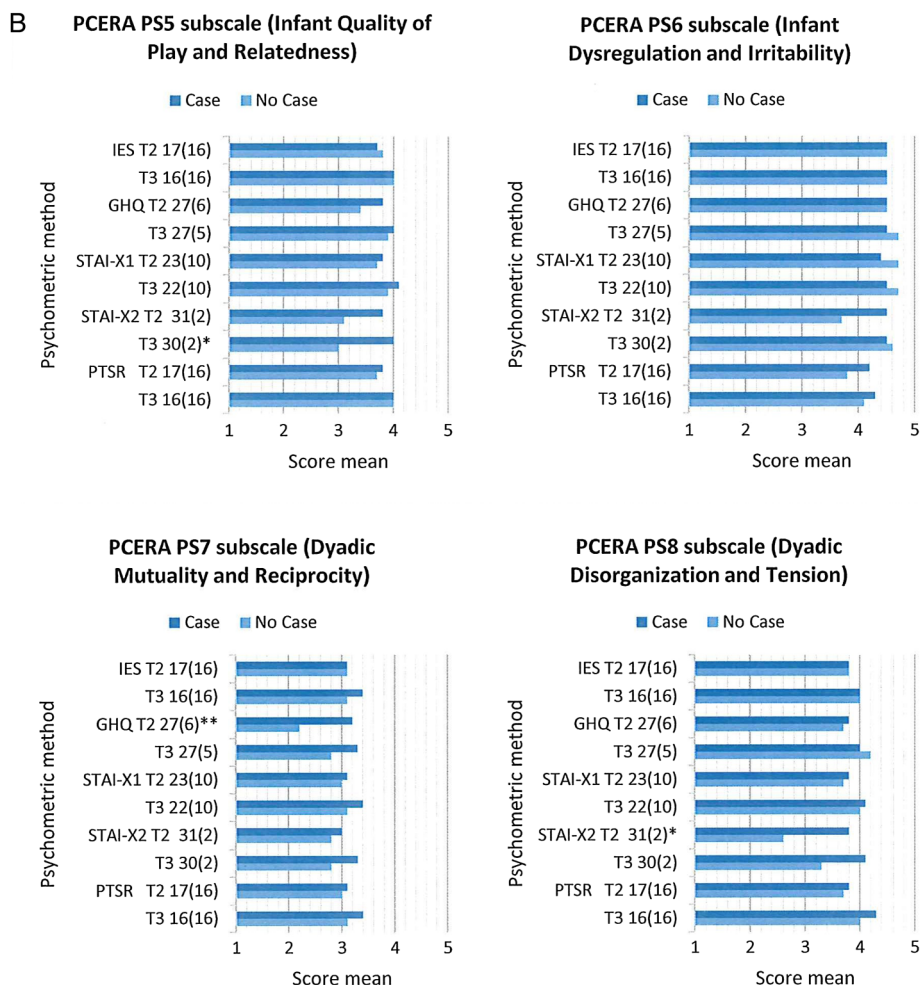 B
PCERA PS5 subscale (Infant Quality of
Play and Relatedness)
Case No Case
Psychometric method
IES T2 17(16)
T3 16(16)
GHQ T2 27(6)
T3 27(5)
STAI-X1 T2 23(10)
T3 22(10)
STAI-X2 T2 31(2)
T3 30(2)*
PTSR T2 17(16)
T3 16(16)
1 2 3 4 5
Score mean
PCERA PS6 subscale (Infant
Dysregulation and Irritability)
Case No Case
Psychometric method
IES T2 17(16)
T3 16(16)
GHQ T2 27(6)
T3 27(5)
STAI-X1 T2 23(10)
T3 22(10)
STAI-X2 T2 31(2)
T3 30(2)
PTSR T2 17(16)
T3 16(16)
1 2 3 4 5
Score mean
PCERA PS7 subscale (Dyadic
Mutuality and Reciprocity)
Case No Case
Psychometric method
IES T2 17(16)
T3 16(16)
GHQ T2 27(6)**
T3 27(5)
STAI-X1 T2 23(10)
T3 22(10)
STAI-X2 T2 31(2)
T3 30(2)
PTSR T2 17(16)
T3 16(16)
1 2 3 4 5
Score mean
PCERA PS8 subscale (Dyadic
Disorganization and Tension)
Case No Case
Psychometric method
IES T2 17(16)
T3 16(16)
GHQ T2 27(6)
T3 27(5)
STAI-X1 T2 23(10)
T3 22(10)
STAI-X2 T2 31(2)*
T3 30(2)
PTSR T2 17(16)
T3 16(16)
1 2 3 4 5
Score mean